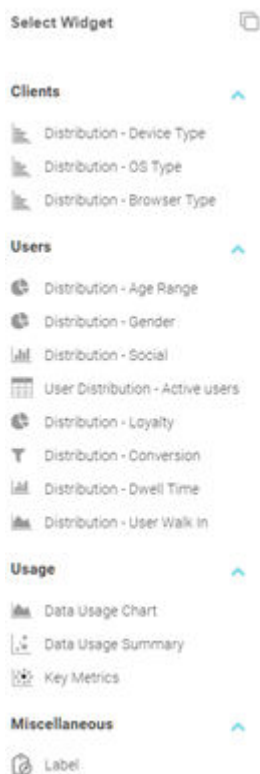 Select Widget
Clients
Distribution - Device Type
Distribution - OS Type
Distribution - Browser Type
Users
Distribution - Age Range
Distribution - Gender
Distribution - Social
User Distribution - Active users
Distribution - Loyalty
Distribution - Conversion
Distribution - Dwell Time
Distribution - User Walk In
Usage
Data Usage Chart
Data Usage Summary
Key Metrics
Miscellaneous
Label